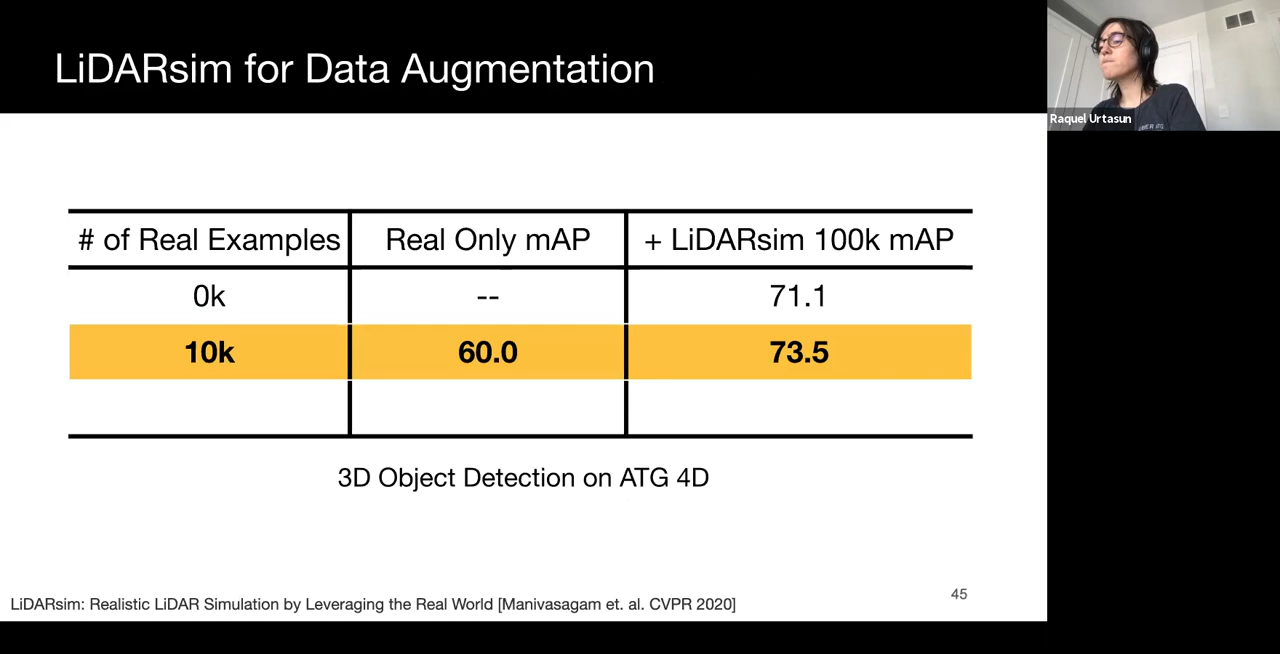 LiDARsim for Data Augmentation
Raquel Urtasun
# of Real Examples Real Only mAP + LiDARsim 100k mAP
0k -- 71.1
10k 60.0 73.5
3D Object Detection on ATG 4D
LiDARsim: Realistic LiDAR Simulation by Leveraging the Real World [Manivasagam et. al. CVPR 2020]
45